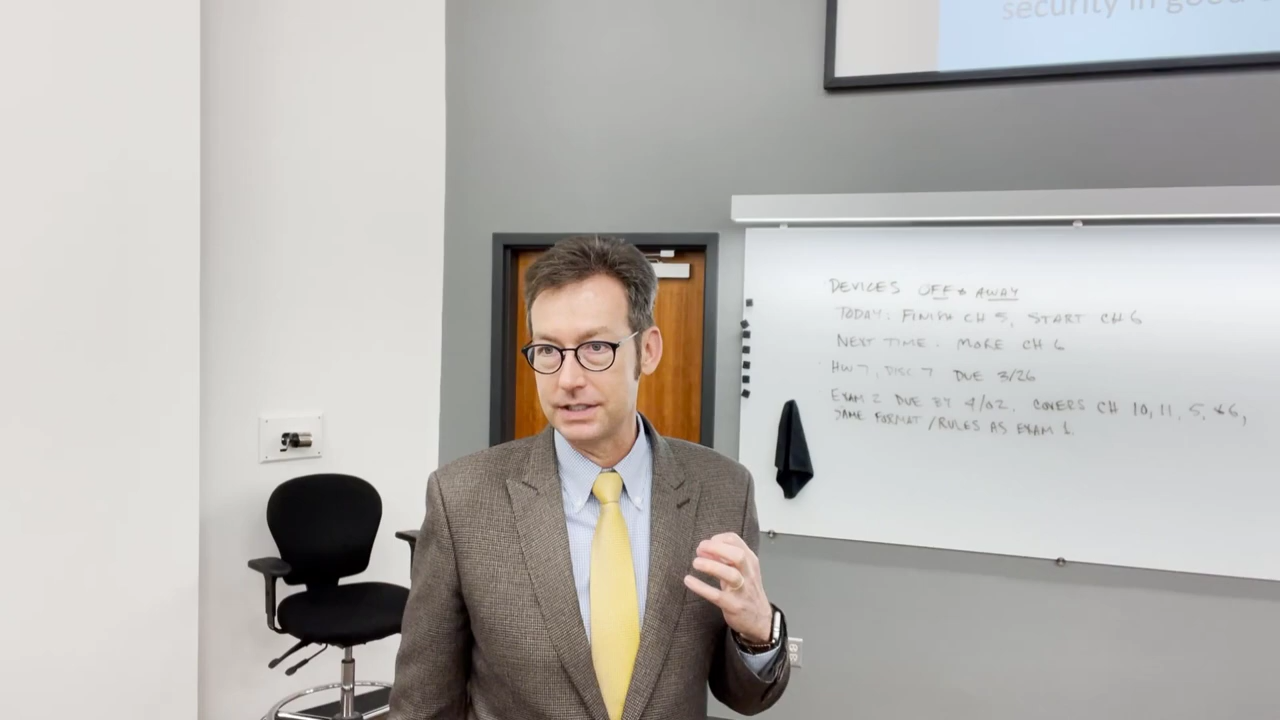 security in good
DEVICES OFF & AWAY
TODAY: FINISH CH 5, START CH 6
NEXT TIME: MORE CH 6
HW 7, DISC 7 DUE 3/26
EXAM 2 DUE BY 4/02. COVERS CH 10, 11, 5, & 6,
SAME FORMAT / RULES AS EXAM 1.